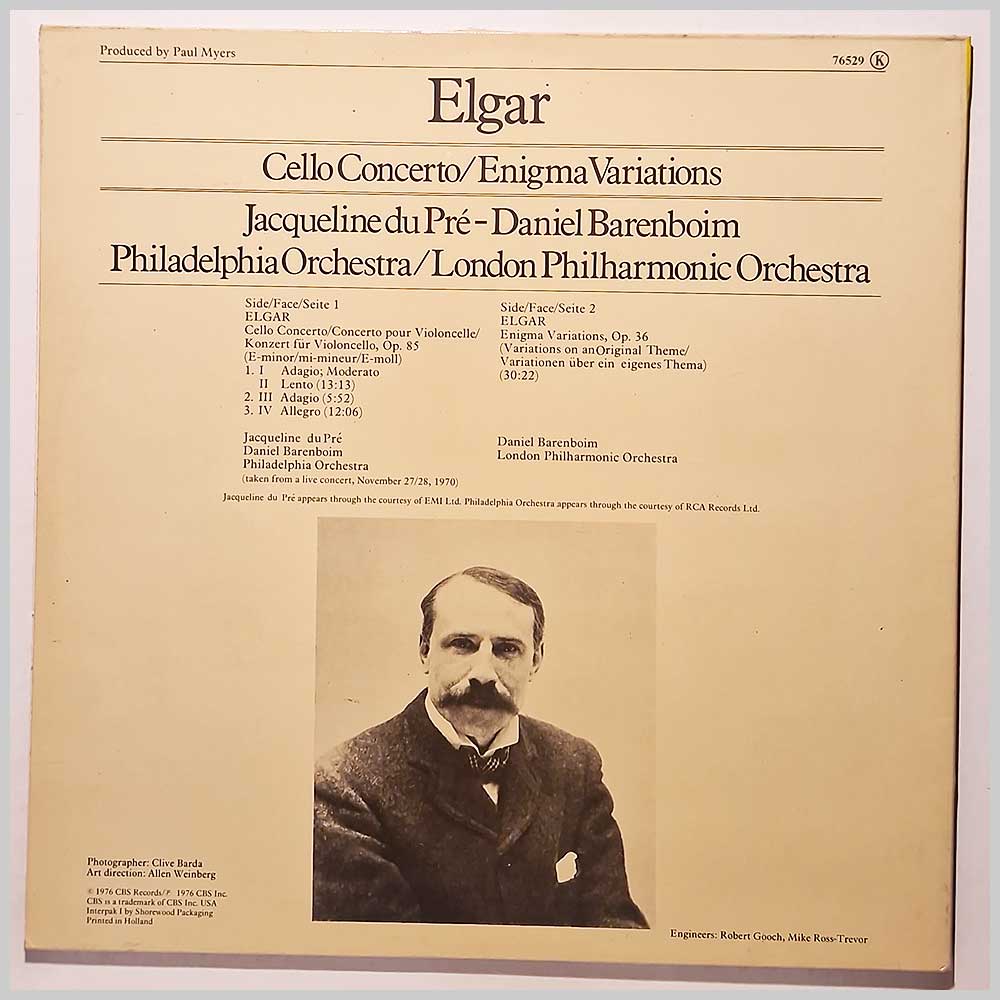 Produced by Paul Myers
76529 K
Elgar
Cello Concerto/Enigma Variations
Jacqueline du Pré – Daniel Barenboim
Philadelphia Orchestra/London Philharmonic Orchestra
Side/Face/Seite 1
ELGAR
Cello Concerto/Concerto pour Violoncelle/
Konzert für Violoncello, Op. 85
(E-minor/mi-mineur/E-moll)
1. I Adagio; Moderato
II Lento (13:13)
2. III Adagio (5:52)
3. IV Allegro (12:06)
Jacqueline du Pré
Daniel Barenboim
Philadelphia Orchestra
(taken from a live concert, November 27/28, 1970)
Side/Face/Seite 2
ELGAR
Enigma Variations, Op. 36
(Variations on an Original Theme/
Variationen über ein eigenes Thema)
(30:22)
Daniel Barenboim
London Philharmonic Orchestra
Jacqueline du Pré appears through the courtesy of EMI Ltd. Philadelphia Orchestra appears through the courtesy of RCA Records Ltd.
Photographer: Clive Barda
Art direction: Allen Weinberg
© 1976 CBS Records/℗ 1976 CBS Inc.
CBS is a trademark of CBS Inc. USA
Interpak I by Shorewood Packaging
Printed in Holland
Engineers: Robert Gooch, Mike Ross-Trevor